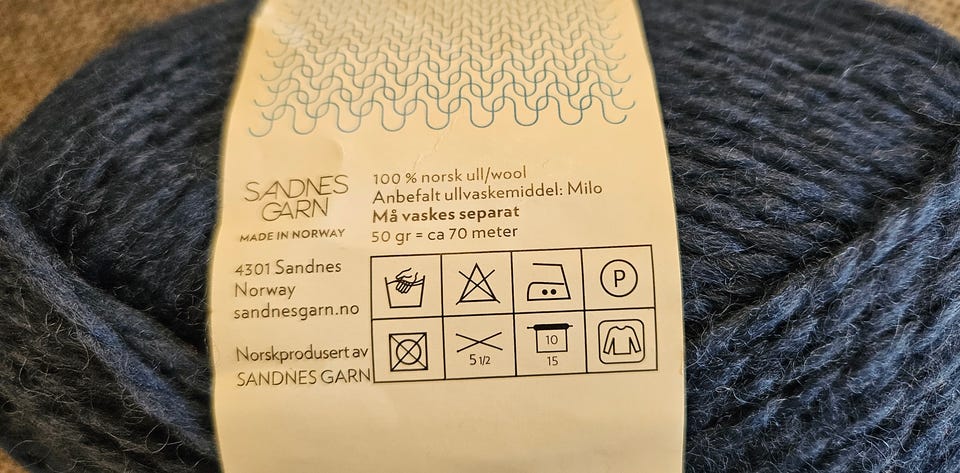 SANDNES
GARN
MADE IN NORWAY
4301 Sandnes
Norway
sandnesgarn.no
Norskprodusert av
SANDNES GARN
100 % norsk ull/wool
Anbefalt ullvaskemiddel: Milo
Må vaskes separat
50 gr = ca 70 meter
P
5 1/2
10
15